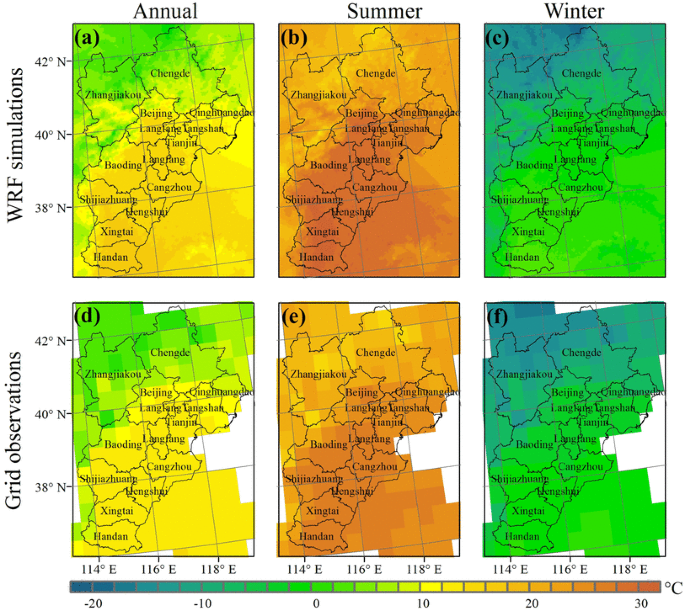 Annual Summer Winter
WRF simulations
(a) (b) (c)
42° N
40° N
38° N
Chengde
Zhangjiakou
Beijing Qinghuangdao
Langfang Tangshan
Tianjin
Langfang
Baoding
Cangzhou
Shijiazhuang
Hengshui
Xingtai
Handan
Chengde
Zhangjiakou
Beijing Qinghuangdao
Langfang Tangshan
Tianjin
Langfang
Baoding
Cangzhou
Shijiazhuang
Hengshui
Xingtai
Handan
Chengde
Zhangjiakou
Beijing Qinghuangdao
Langfang Tangshan
Tianjin
Langfang
Baoding
Cangzhou
Shijiazhuang
Hengshui
Xingtai
Handan
Grid observations
(d) (e) (f)
42° N
40° N
38° N
Chengde
Zhangjiakou
Beijing Qinghuangdao
Langfang Tangshan
Tianjin
Langfang
Baoding
Cangzhou
Shijiazhuang
Hengshui
Xingtai
Handan
Chengde
Zhangjiakou
Beijing Qinghuangdao
Langfang Tangshan
Tianjin
Langfang
Baoding
Cangzhou
Shijiazhuang
Hengshui
Xingtai
Handan
Chengde
Zhangjiakou
Beijing Qinghuangdao
Langfang Tangshan
Tianjin
Langfang
Baoding
Cangzhou
Shijiazhuang
Hengshui
Xingtai
Handan
114° E 116° E 118° E 114° E 116° E 118° E 114° E 116° E 118° E
°C
-20 -10 0 10 20 30